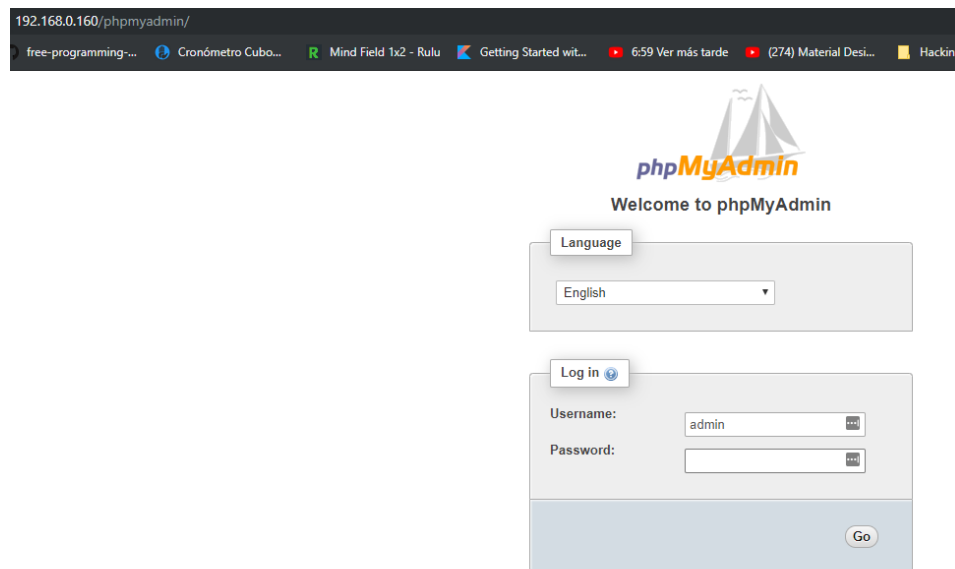 192.168.0.160/phpmyadmin/
free-programming-... Cronómetro Cubo... R Mind Field 1x2 - Rulu Getting Started wit... 6:59 Ver más tarde (274) Material Desi... Hackin
phpMyAdmin
Welcome to phpMyAdmin
Language
English
Log in
Username:
admin
Password:
Go